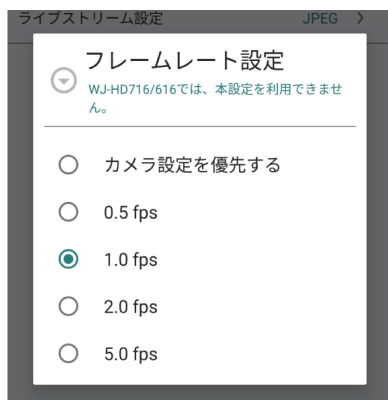 ライブストリーム設定 JPEG
フレームレート設定
WJ-HD716/616では、本設定を利用できませ
ん。
カメラ設定を優先する
0.5 fps
1.0 fps
2.0 fps
5.0 fps